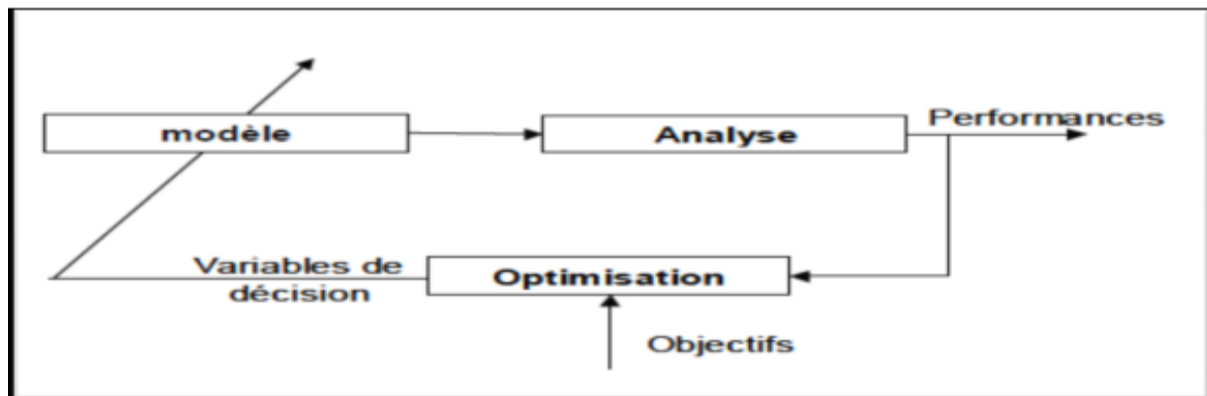 Performances
modèle
Analyse
Variables de
décision
Optimisation
Objectifs